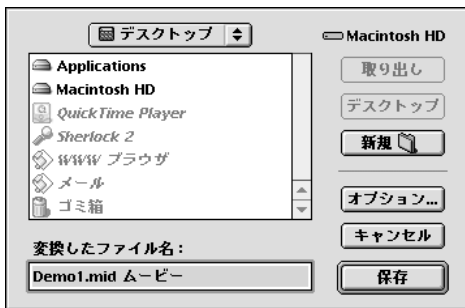 デスクトップ
Applications
Macintosh HD
QuickTime Player
Sherlock 2
WWW ブラウザ
メール
ゴミ箱
変換したファイル名：
Demo1.mid ムービー
Macintosh HD
取り出し
デスクトップ
新規
オプション...
キャンセル
保存